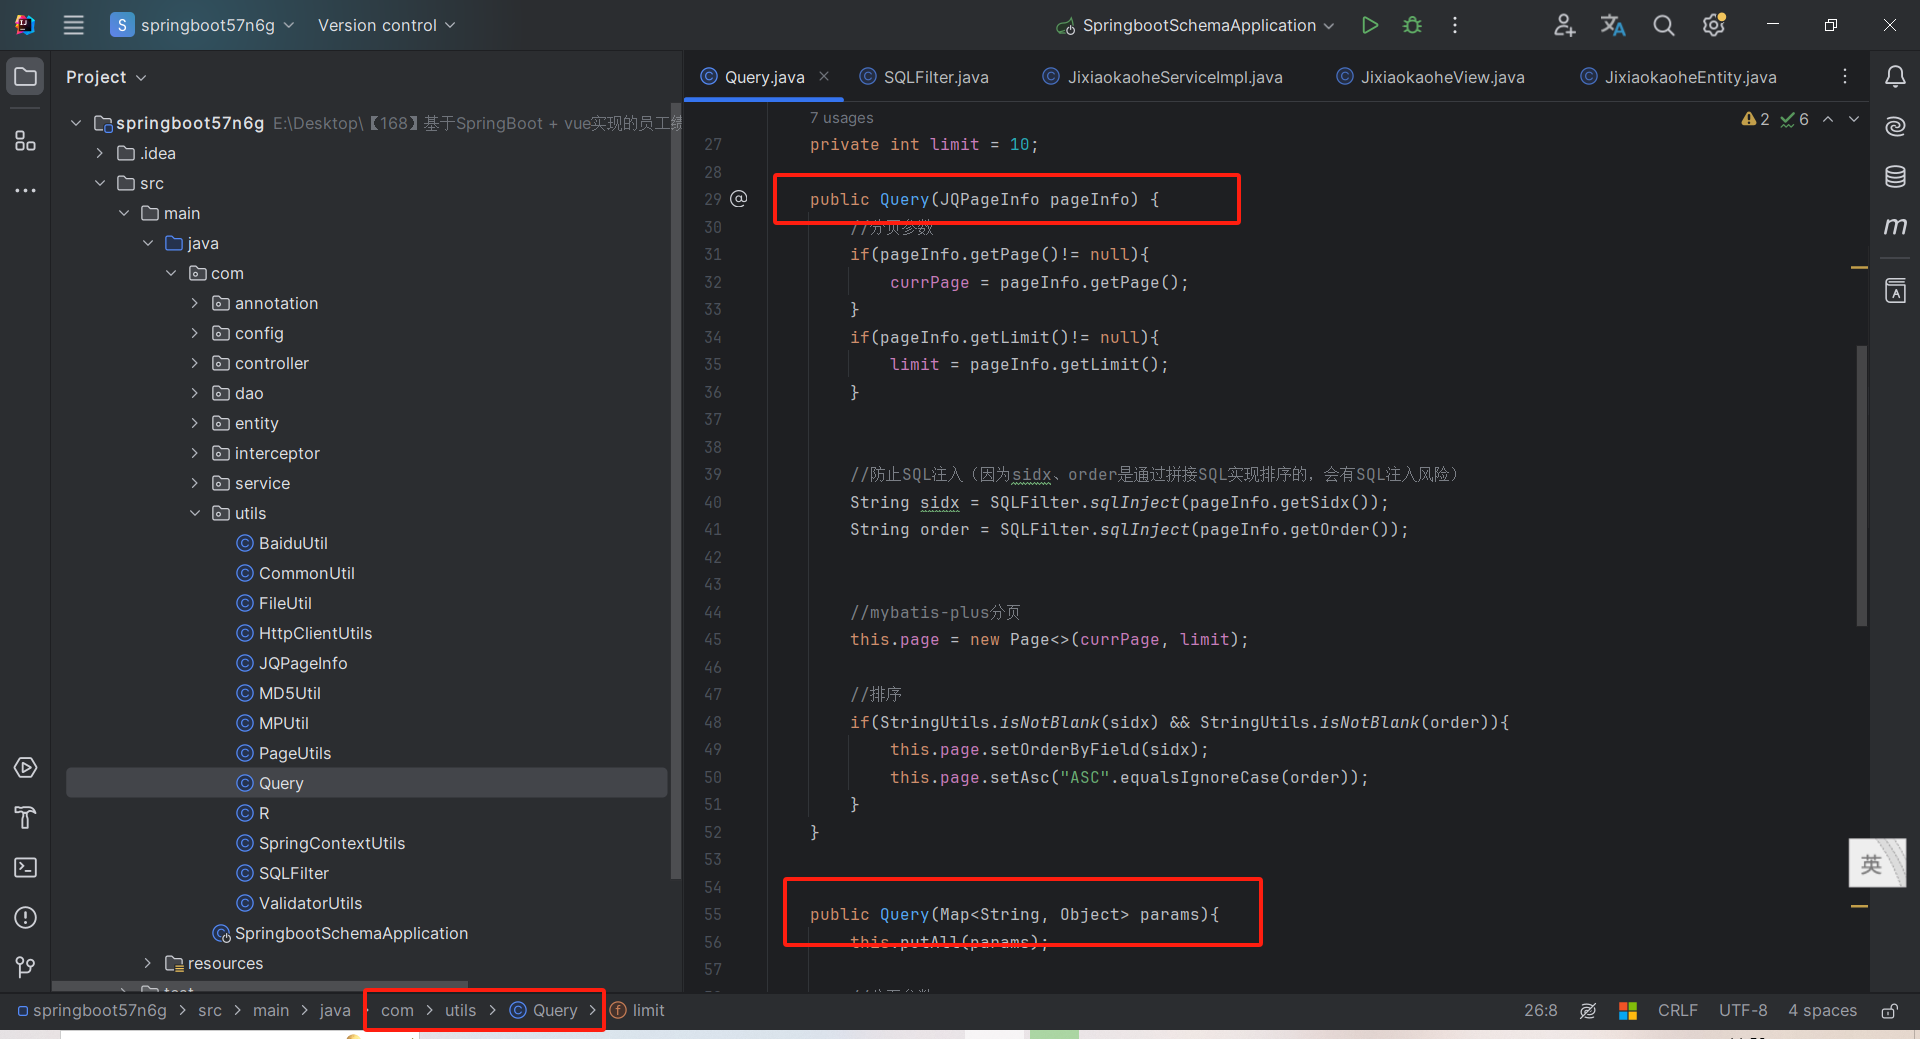 S springboot57n6g Version control SpringbootSchemaApplication
Project
Query.java SQLFilter.java JixiaokaoheServiceImpl.java JixiaokaoheView.java JixiaokaoheEntity.java
springboot57n6g E:\Desktop\【168】基于SpringBoot + vue实现的员工绩
.idea
src
main
java
com
annotation
config
controller
dao
entity
interceptor
service
utils
BaiduUtil
CommonUtil
FileUtil
HttpClientUtils
JQPageInfo
MD5Util
MPUtil
PageUtils
Query
R
SpringContextUtils
SQLFilter
ValidatorUtils
SpringbootSchemaApplication
resources
test
7 usages
2 6
27 private int limit = 10;
28
29 public Query(JQPageInfo pageInfo) {
30 //分页参数
31 if(pageInfo.getPage()!= null){
32 currPage = pageInfo.getPage();
33 }
34 if(pageInfo.getLimit()!= null){
35 limit = pageInfo.getLimit();
36 }
37
38
39 //防止SQL注入（因为sidx、order是通过拼接SQL实现排序的，会有SQL注入风险）
40 String sidx = SQLFilter.sqlInject(pageInfo.getSidx());
41 String order = SQLFilter.sqlInject(pageInfo.getOrder());
42
43
44 //mybatis-plus分页
45 this.page = new Page<>(currPage, limit);
46
47 //排序
48 if(StringUtils.isNotBlank(sidx) && StringUtils.isNotBlank(order)){
49 this.page.setOrderByField(sidx);
50 this.page.setAsc("ASC".equalsIgnoreCase(order));
51 }
52 }
53
54
55 public Query(Map<String, Object> params){
56 this.putAll(params);
57
英
springboot57n6g > src > main > java > com > utils > Query > limit
26:8 CRLF UTF-8 4 spaces